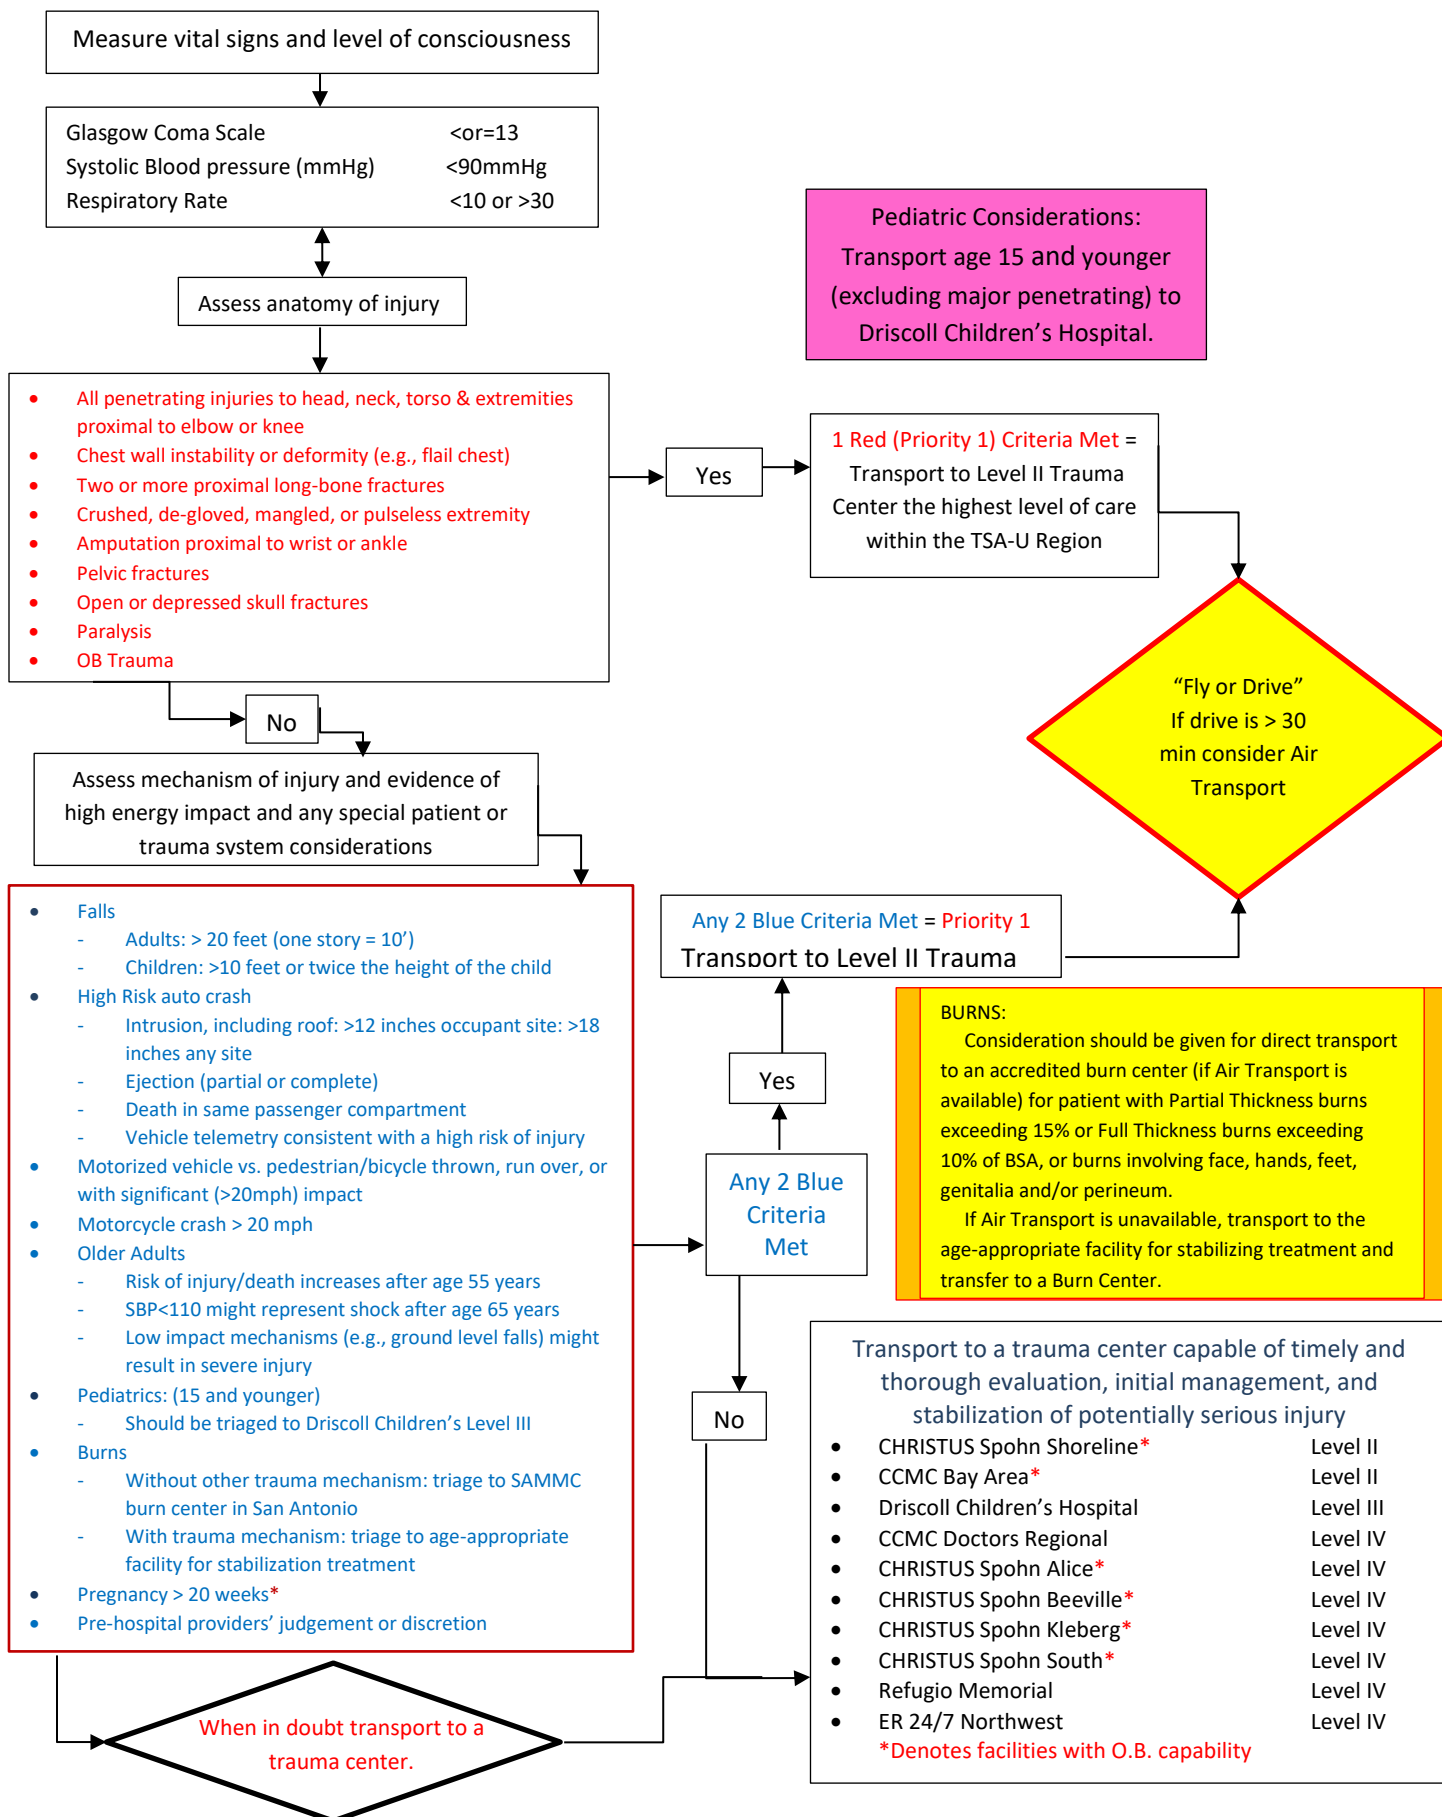 Measure vital signs and level of consciousness
Glasgow Coma Scale <or=13
Systolic Blood pressure (mmHg) <90mmHg
Respiratory Rate <10 or >30
Assess anatomy of injury
Pediatric Considerations:
Transport age 15 and younger
(excluding major penetrating) to
Driscoll Children's Hospital.
• All penetrating injuries to head, neck, torso & extremities
proximal to elbow or knee
• Chest wall instability or deformity (e.g., flail chest)
• Two or more proximal long-bone fractures
• Crushed, de-gloved, mangled, or pulseless extremity
• Amputation proximal to wrist or ankle
• Pelvic fractures
• Open or depressed skull fractures
• Paralysis
• OB Trauma
Yes
1 Red (Priority 1) Criteria Met =
Transport to Level II Trauma
Center the highest level of care
within the TSA-U Region
"Fly or Drive"
If drive is > 30
min consider Air
Transport
No
Assess mechanism of injury and evidence of
high energy impact and any special patient or
trauma system considerations
• Falls
- Adults: > 20 feet (one story = 10')
- Children: >10 feet or twice the height of the child
• High Risk auto crash
- Intrusion, including roof: >12 inches occupant site: >18
inches any site
- Ejection (partial or complete)
- Death in same passenger compartment
- Vehicle telemetry consistent with a high risk of injury
• Motorized vehicle vs. pedestrian/bicycle thrown, run over, or
with significant (>20mph) impact
• Motorcycle crash > 20 mph
• Older Adults
- Risk of injury/death increases after age 55 years
- SBP<110 might represent shock after age 65 years
- Low impact mechanisms (e.g., ground level falls) might
result in severe injury
• Pediatrics: (15 and younger)
- Should be triaged to Driscoll Children's Level III
• Burns
- Without other trauma mechanism: triage to SAMMC
burn center in San Antonio
- With trauma mechanism: triage to age-appropriate
facility for stabilization treatment
• Pregnancy > 20 weeks*
• Pre-hospital providers' judgement or discretion
Any 2 Blue Criteria Met = Priority 1
Transport to Level II Trauma
Yes
Any 2 Blue
Criteria
Met
No
BURNS:
Consideration should be given for direct transport
to an accredited burn center (if Air Transport is
available) for patient with Partial Thickness burns
exceeding 15% or Full Thickness burns exceeding
10% of BSA, or burns involving face, hands, feet,
genitalia and/or perineum.
If Air Transport is unavailable, transport to the
age-appropriate facility for stabilizing treatment and
transfer to a Burn Center.
Transport to a trauma center capable of timely and
thorough evaluation, initial management, and
stabilization of potentially serious injury
• CHRISTUS Spohn Shoreline* Level II
• CCMC Bay Area* Level II
• Driscoll Children's Hospital Level III
• CCMC Doctors Regional Level IV
• CHRISTUS Spohn Alice* Level IV
• CHRISTUS Spohn Beeville* Level IV
• CHRISTUS Spohn Kleberg* Level IV
• CHRISTUS Spohn South* Level IV
• Refugio Memorial Level IV
• ER 24/7 Northwest Level IV
*Denotes facilities with O.B. capability
When in doubt transport to a
trauma center.